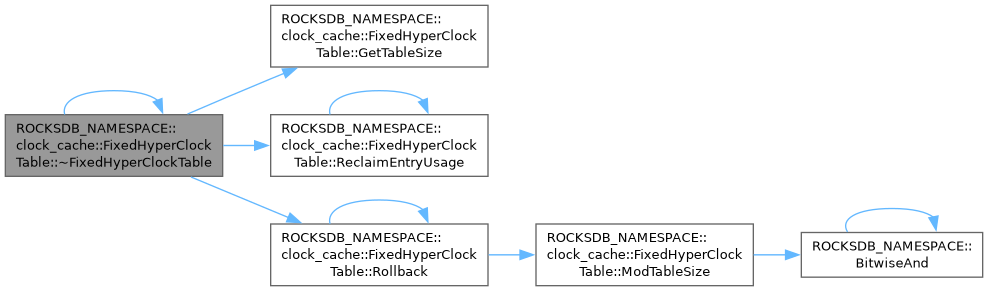 ROCKSDB_NAMESPACE::
clock_cache::FixedHyperClock
Table::GetTableSize
ROCKSDB_NAMESPACE::
clock_cache::FixedHyperClock
Table::~FixedHyperClockTable
ROCKSDB_NAMESPACE::
clock_cache::FixedHyperClock
Table::ReclaimEntryUsage
ROCKSDB_NAMESPACE::
clock_cache::FixedHyperClock
Table::Rollback
ROCKSDB_NAMESPACE::
clock_cache::FixedHyperClock
Table::ModTableSize
ROCKSDB_NAMESPACE::
BitwiseAnd